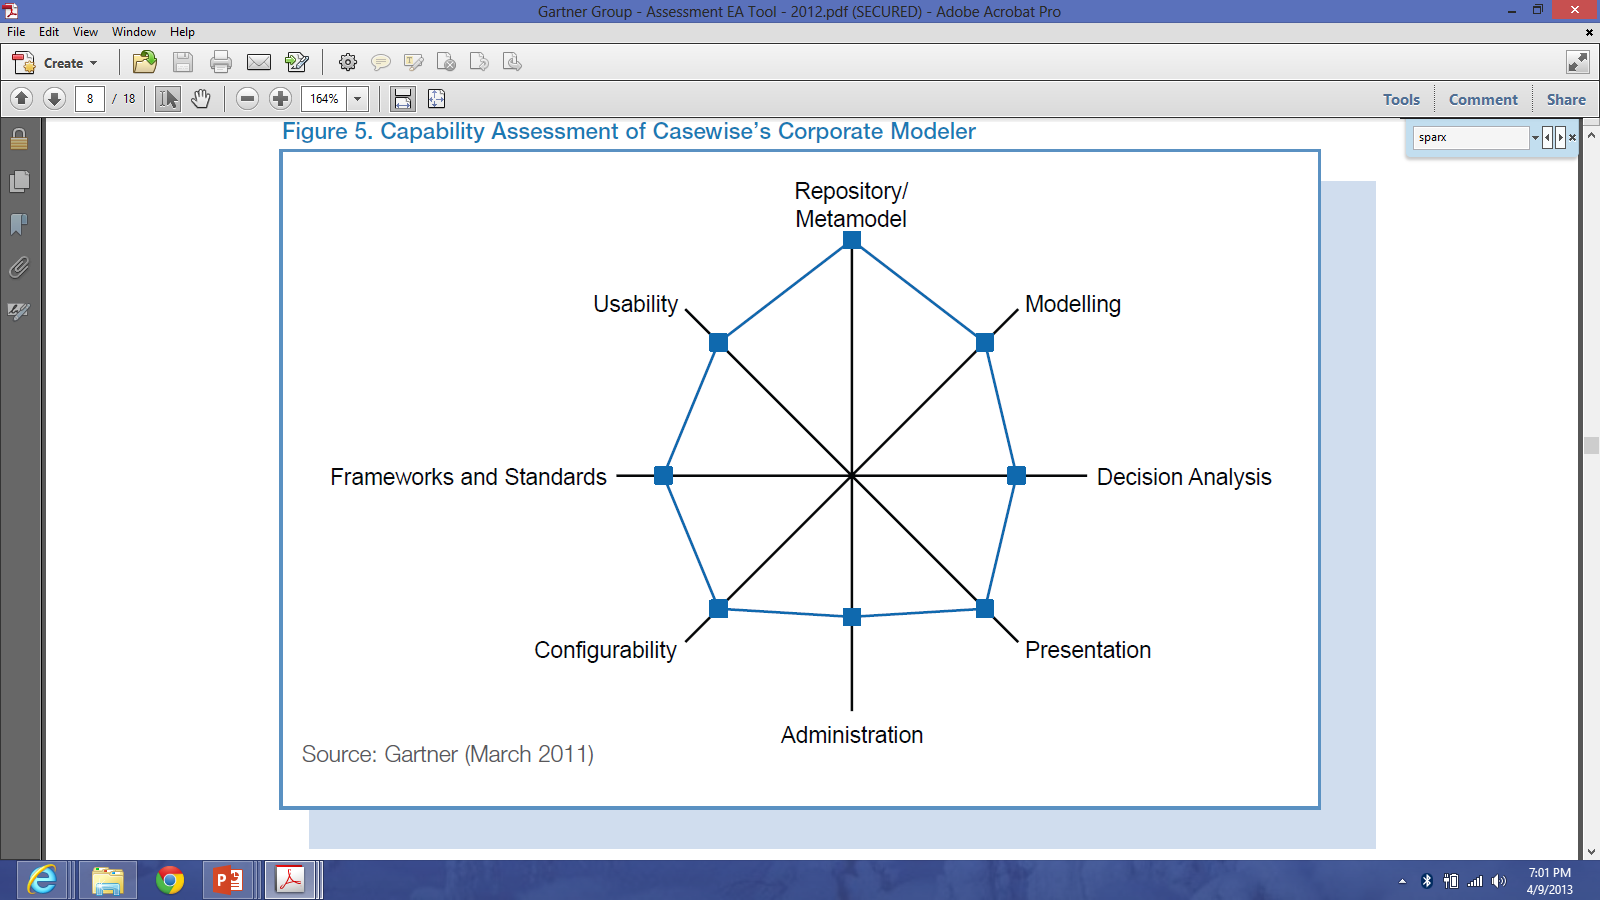 Gartner Group - Assessment EA Tool - 2012.pdf (SECURED) - Adobe Acrobat Pro
File Edit View Window Help
Create
8 / 18 164% Tools Comment Share
sparx
Figure 5. Capability Assessment of Casewise’s Corporate Modeler
Repository/
Metamodel
Usability
Modelling
Frameworks and Standards
Decision Analysis
Configurability
Presentation
Administration
Source: Gartner (March 2011)
7:01 PM
4/9/2013